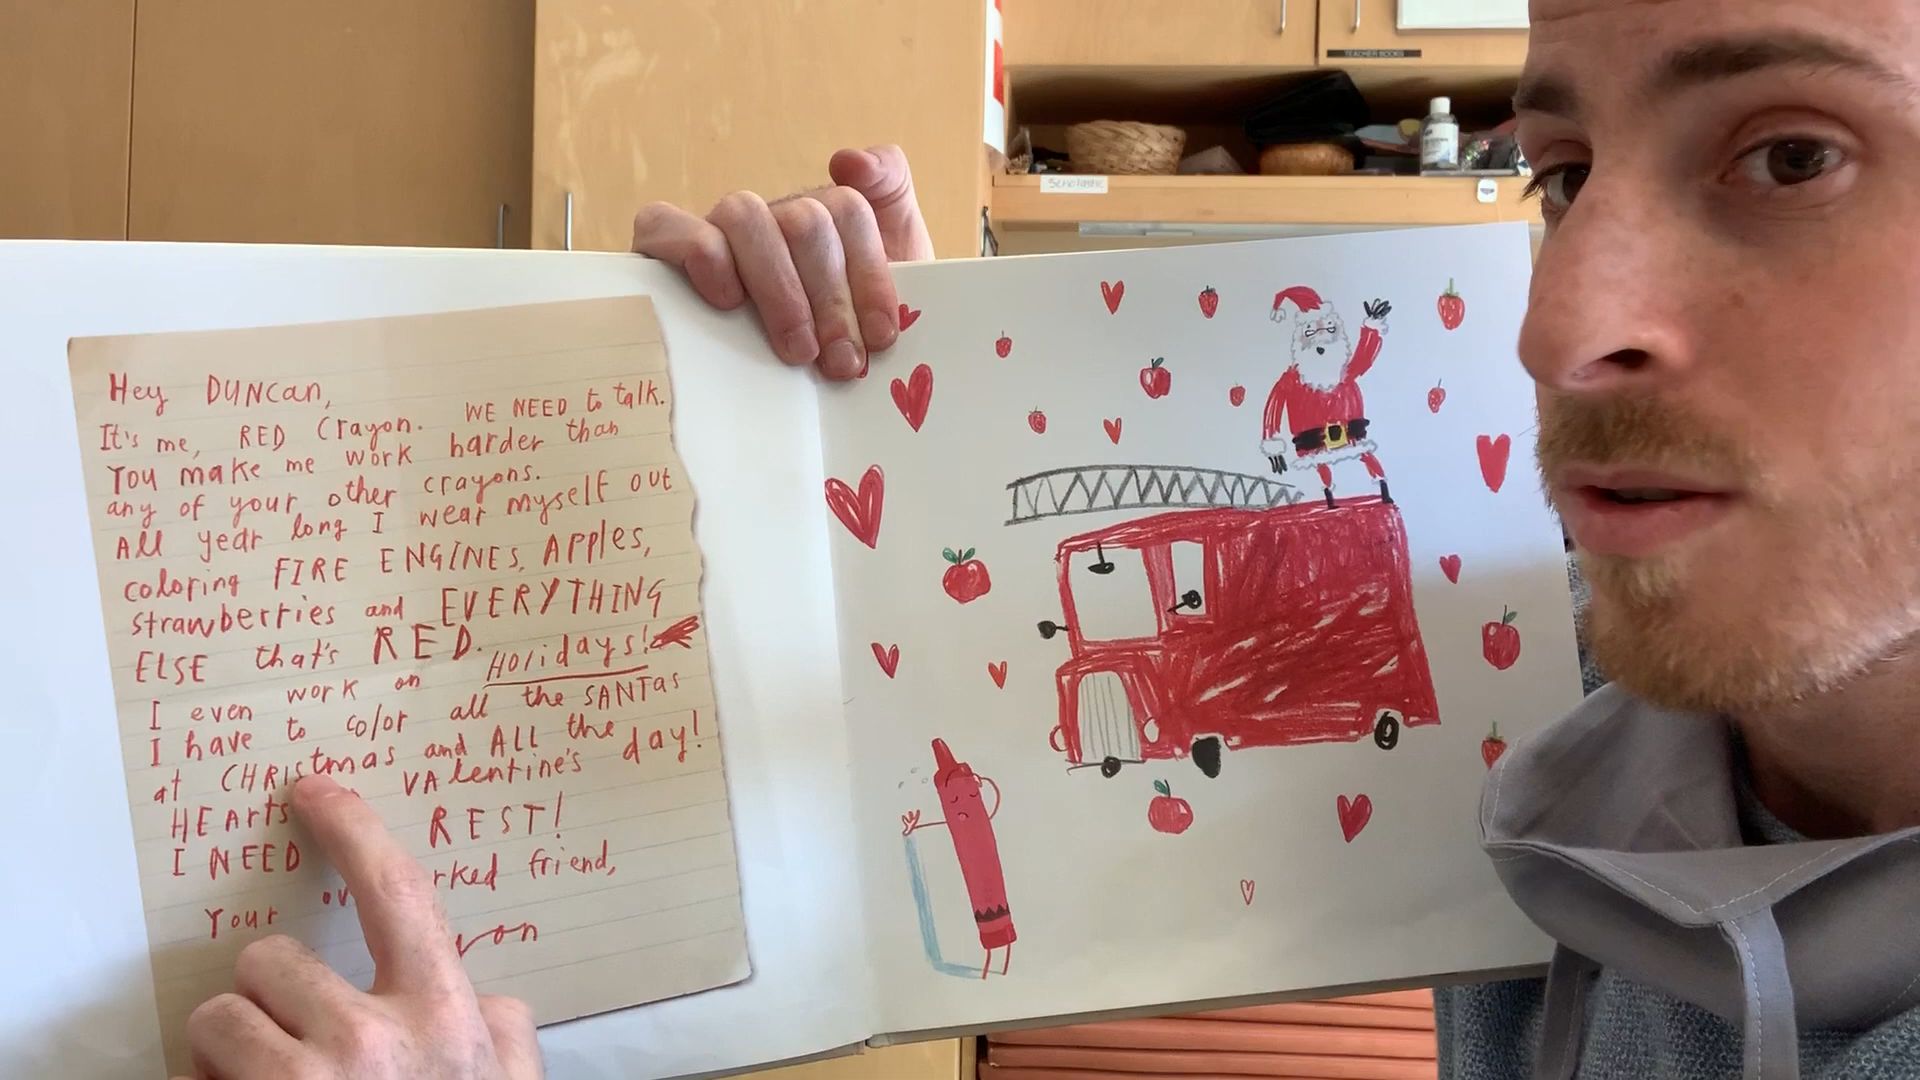 TEACHER BOOKS
Scholastic
Hey DUNCan,
It's me, RED Crayon. WE NEED to talk.
You make me work harder than
any of your other crayons.
All year long I wear myself out
coloring FIRE ENGINES, Apples,
strawberries and EVERYTHING
ELSE that's RED.
I even work on Holidays!
I have to color all the SANTas
at CHRIStmas and All the
HEArts VAlentine's day!
I NEED REST!
Your friend,